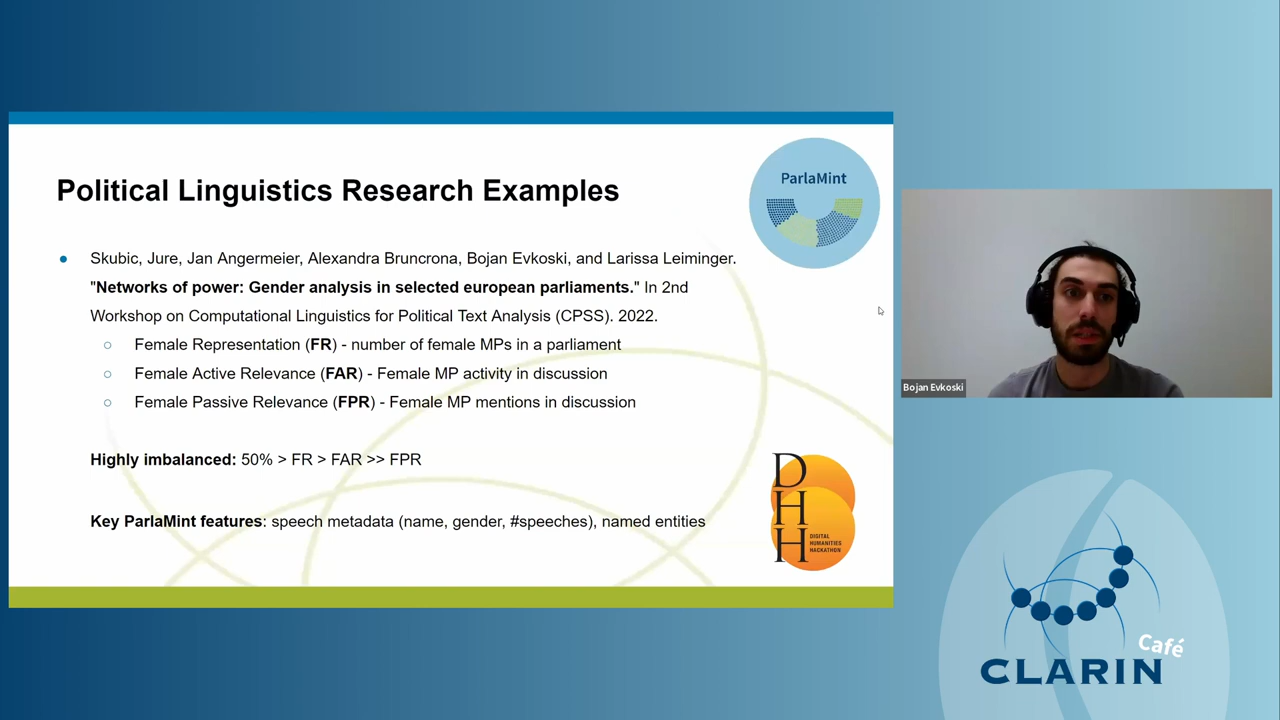 Political Linguistics Research Examples
ParlaMint
Skubic, Jure, Jan Angermeier, Alexandra Bruncrona, Bojan Evkoski, and Larissa Leiminger.
"Networks of power: Gender analysis in selected european parliaments." In 2nd
Workshop on Computational Linguistics for Political Text Analysis (CPSS). 2022.
Female Representation (FR) - number of female MPs in a parliament
Female Active Relevance (FAR) - Female MP activity in discussion
Female Passive Relevance (FPR) - Female MP mentions in discussion
Highly imbalanced: 50% > FR > FAR >> FPR
Key ParlaMint features: speech metadata (name, gender, #speeches), named entities
D
H
H
DIGITAL
HUMANITIES
HACKATHON
Bojan Evkoski
Café
CLARIN